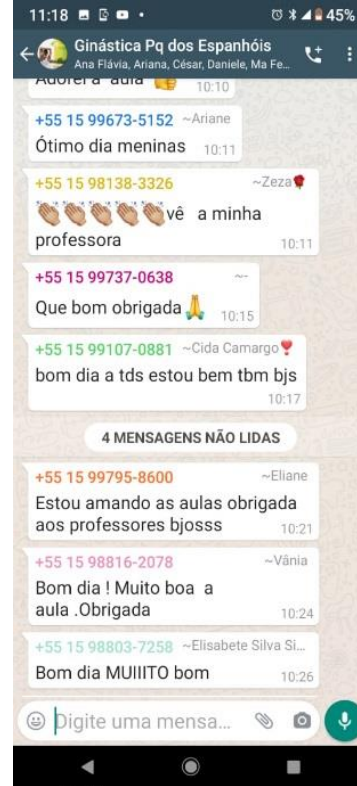 11:18 45%
Ginástica Pq dos Espanhóis
Ana Flávia, Ariana, César, Daniele, Ma Fe...
Adorei a aula 👍 10:10
+55 15 99673-5152 ~Ariane
Ótimo dia meninas 10:11
+55 15 98138-3326 ~Zeza🌹
👏🏽👏🏽👏🏽👏🏽👏🏽vê a minha
professora 10:11
+55 15 99737-0638 ~-
Que bom obrigada🙏 10:15
+55 15 99107-0881 ~Cida Camargo❣️
bom dia a tds estou bem tbm bjs
10:17
4 MENSAGENS NÃO LIDAS
+55 15 99795-8600 ~Eliane
Estou amando as aulas obrigada
aos professores bjosss 10:21
+55 15 98816-2078 ~Vânia
Bom dia ! Muito boa a
aula .Obrigada 10:24
+55 15 98803-7258 ~Elisabete Silva Si...
Bom dia MUIIITO bom 10:26
Digite uma mensa...